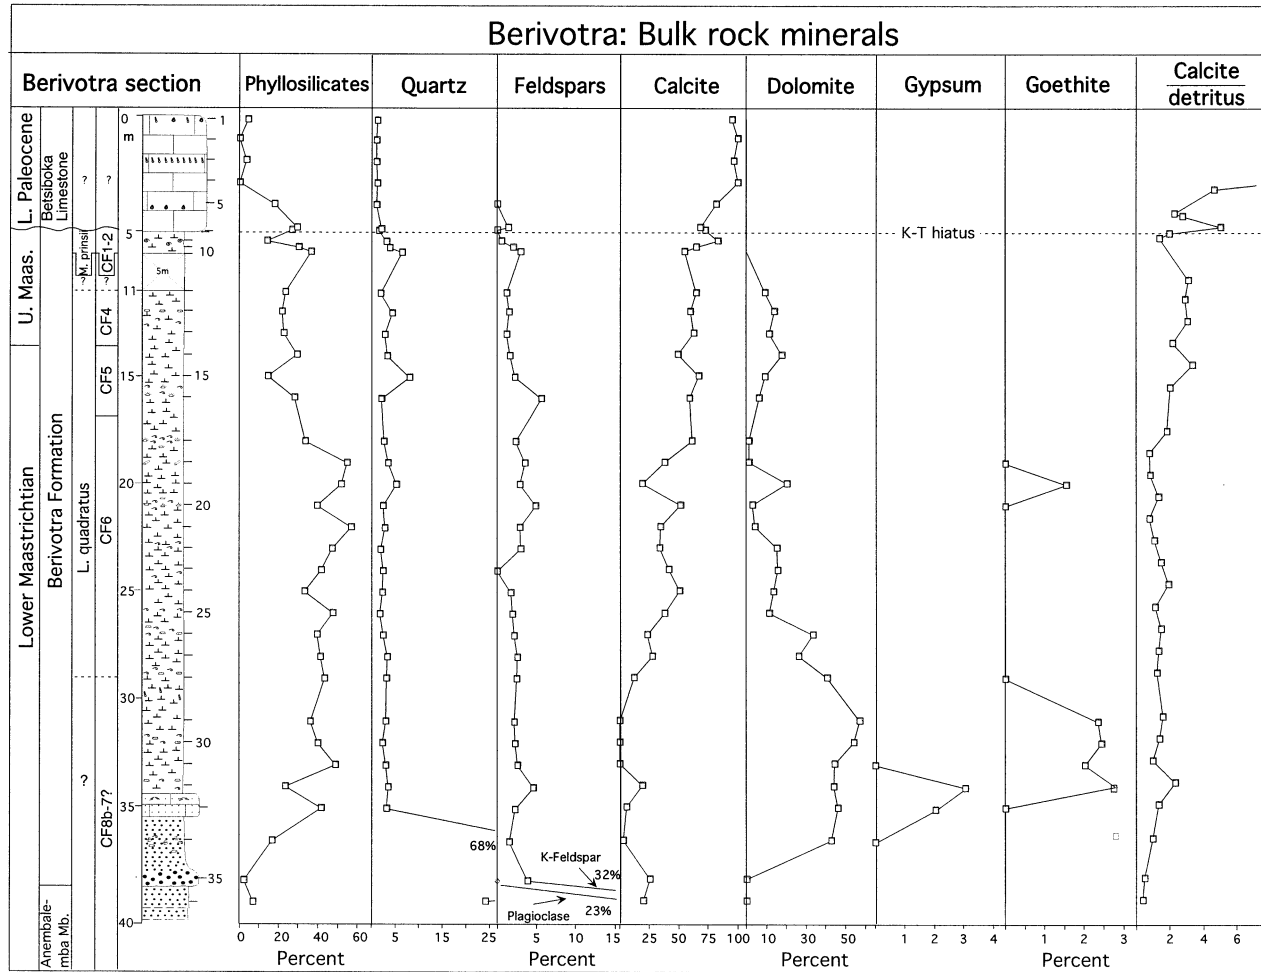 Berivotra: Bulk rock minerals
Berivotra section
Phyllosilicates
Quartz
Feldspars
Calcite
Dolomite
Gypsum
Goethite
Calcite
detritus
L. Paleocene
U. Maas.
Lower Maastrichtian
Betsiboka
Limestone
Berivotra Formation
Anembale-
mba Mb.
?
M. prinsii
?
L. quadratus
?
?
CF1-2
?
CF4
CF5
CF6
CF8b-7?
0
m
5
11
15
20
25
30
35
40
5m
1
5
10
15
20
25
30
35
K-T hiatus
68%
K-Feldspar
32%
Plagioclase
23%
0 20 40 60
Percent
5 15 25
5 10 15
25 50 75 100
Percent
10 30 50
Percent
1 2 3 4
1 2 3
Percent
2 4 6